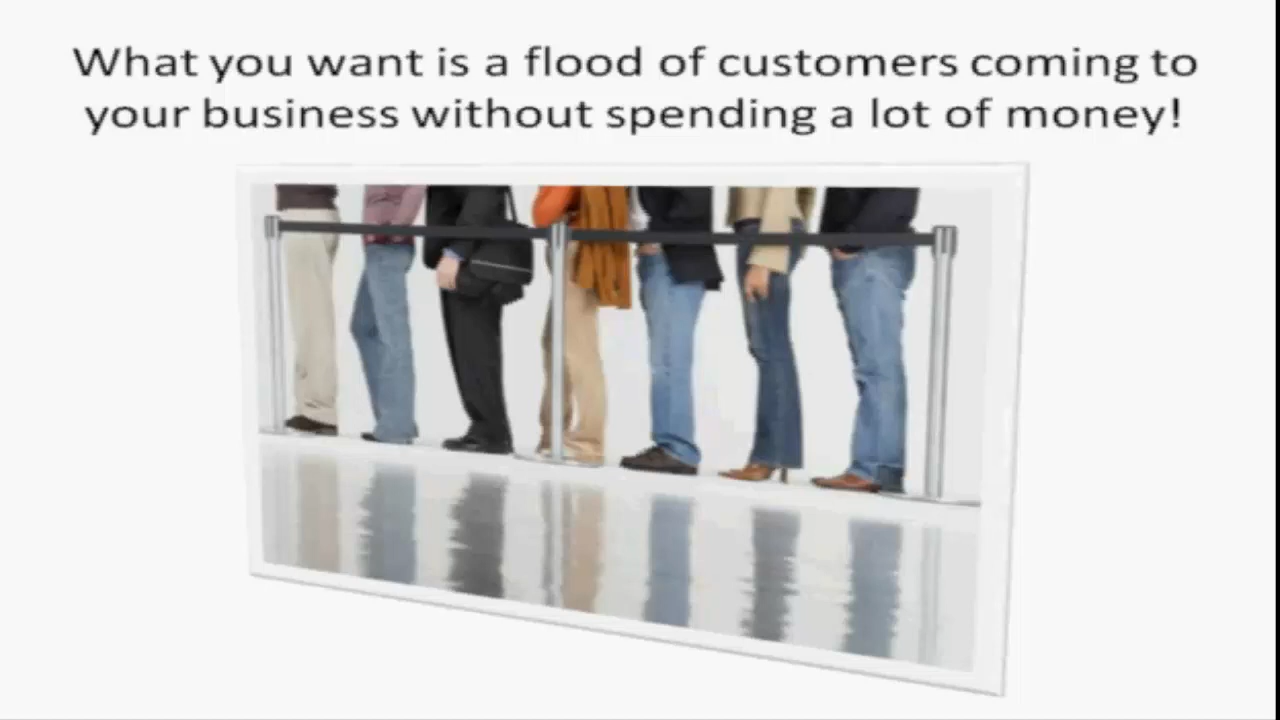 What you want is a flood of customers coming to
your business without spending a lot of money!